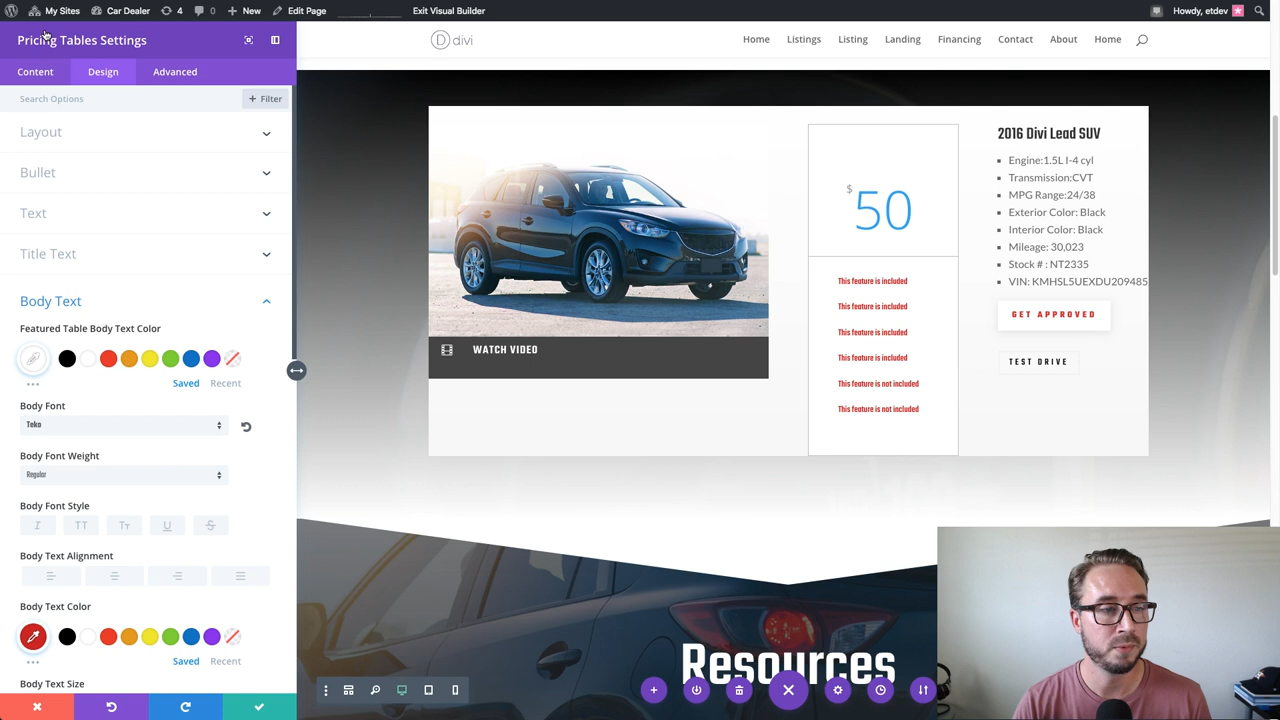 My Sites Car Dealer 4 0 New Edit Page Exit Visual Builder Howdy, etdev
Pricing Tables Settings
Content Design Advanced
Search Options + Filter
Layout
Bullet
Text
Title Text
Body Text
Featured Table Body Text Color
Saved Recent
Body Font
Teko
Body Font Weight
Regular
Body Font Style
I TT Tт U S
Body Text Alignment
Body Text Color
Saved Recent
Body Text Size
D divi
Home Listings Listing Landing Financing Contact About Home
WATCH VIDEO
$
50
This feature is included
This feature is included
This feature is included
This feature is included
This feature is not included
This feature is not included
2016 Divi Lead SUV
Engine:1.5L I-4 cyl
Transmission:CVT
MPG Range:24/38
Exterior Color: Black
Interior Color: Black
Mileage: 30,023
Stock # : NT2335
VIN: KMHSL5UEXDU209485
GET APPROVED
TEST DRIVE
Resources